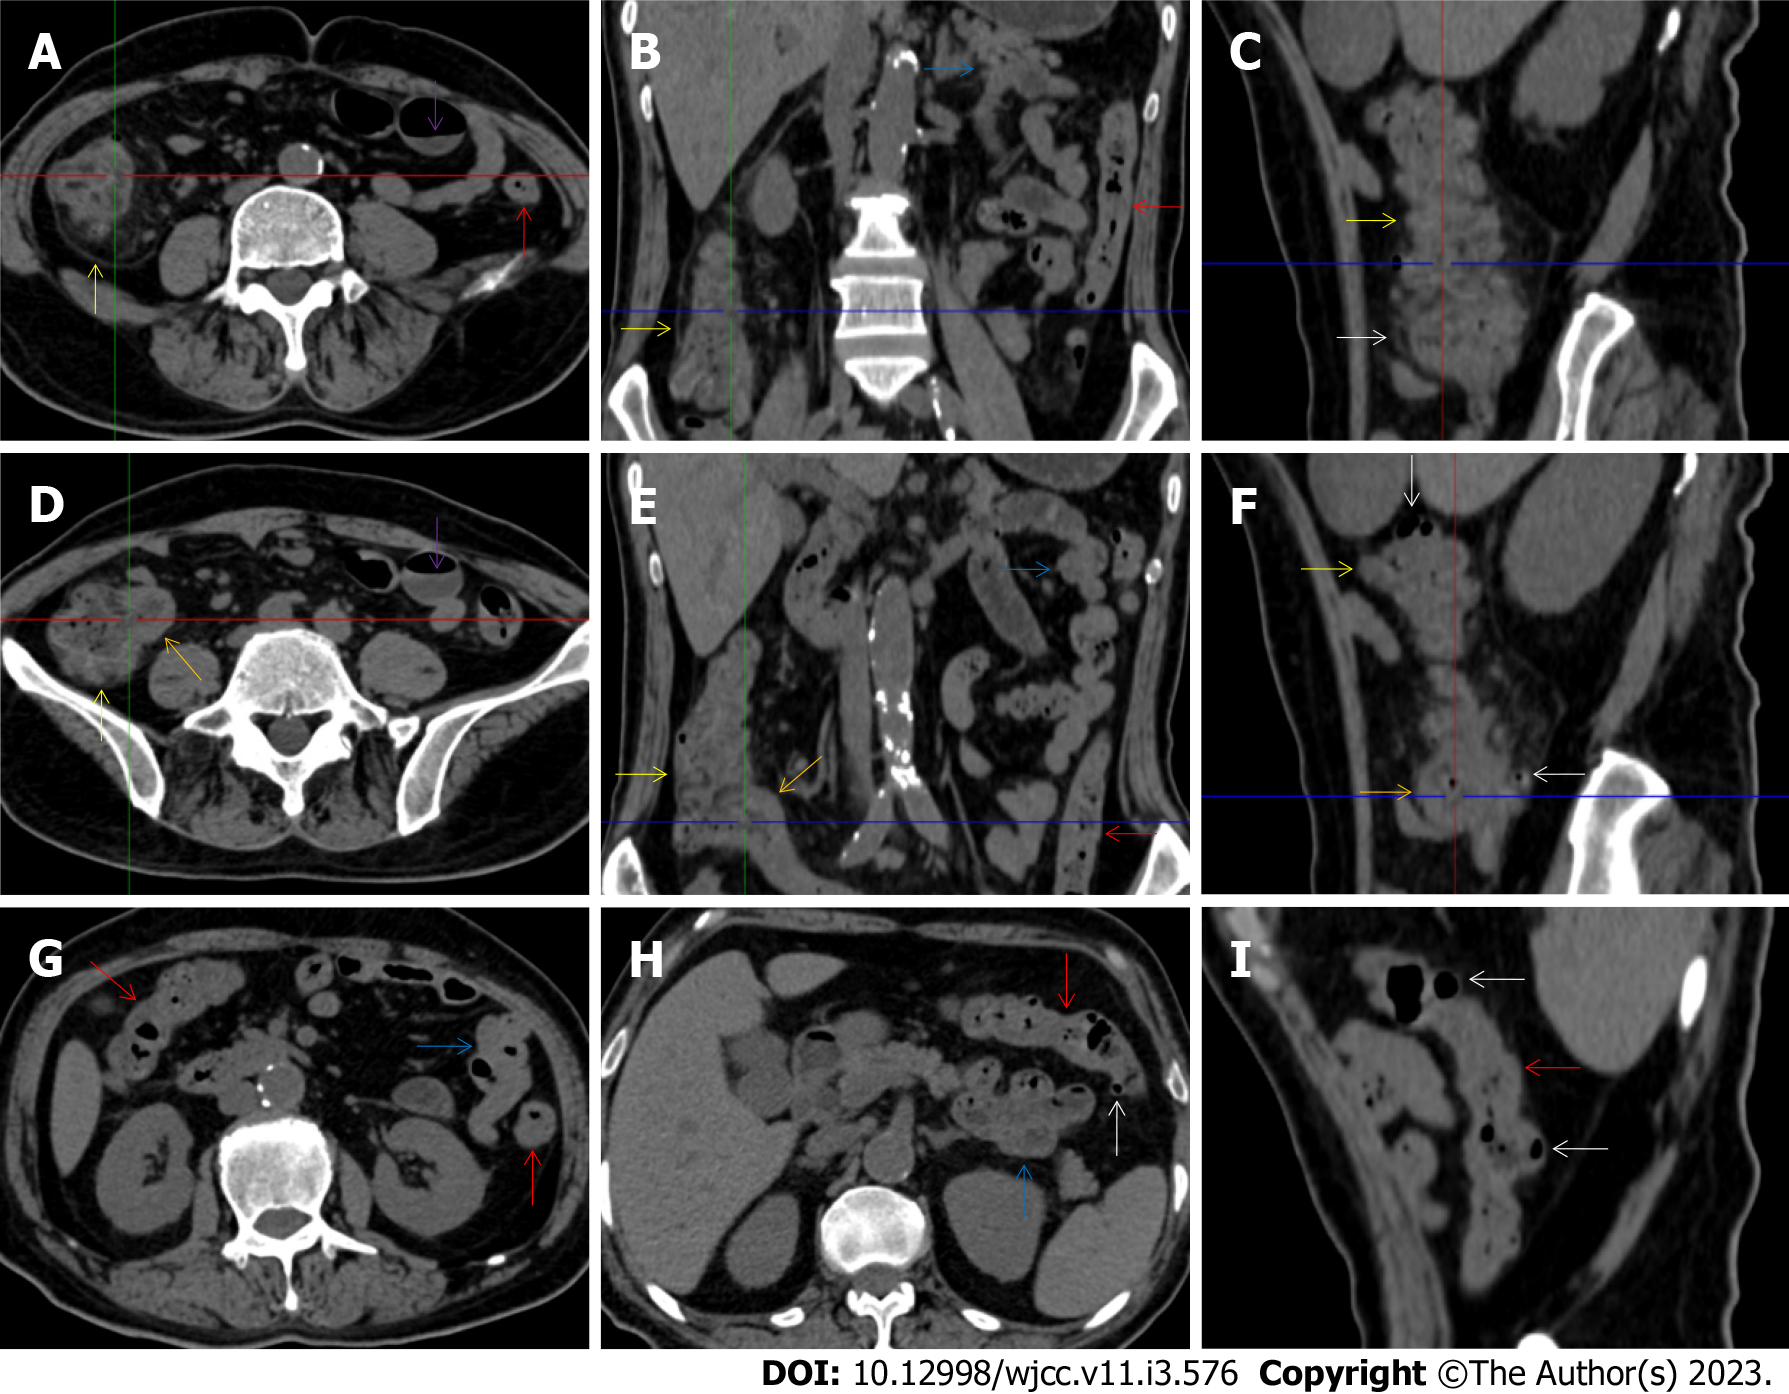 A
B
C
D
E
F
G
H
I
DOI: 10.12998/wjcc.v11.i3.576 Copyright ©The Author(s) 2023.